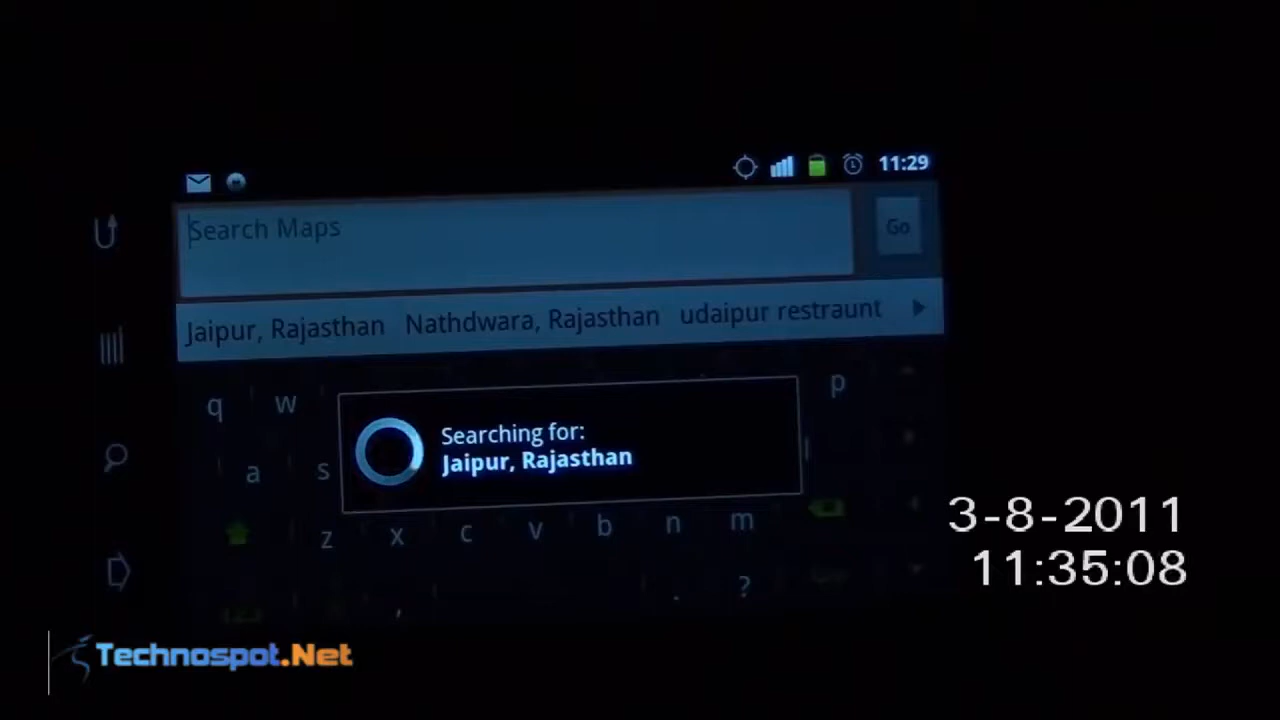 11:29
Search Maps
Go
Jaipur, Rajasthan Nathdwara, Rajasthan udaipur restraunt
q w p
Searching for:
Jaipur, Rajasthan
a s
z x c v b n m
. ?
3-8-2011
11:35:08
Technospot.Net